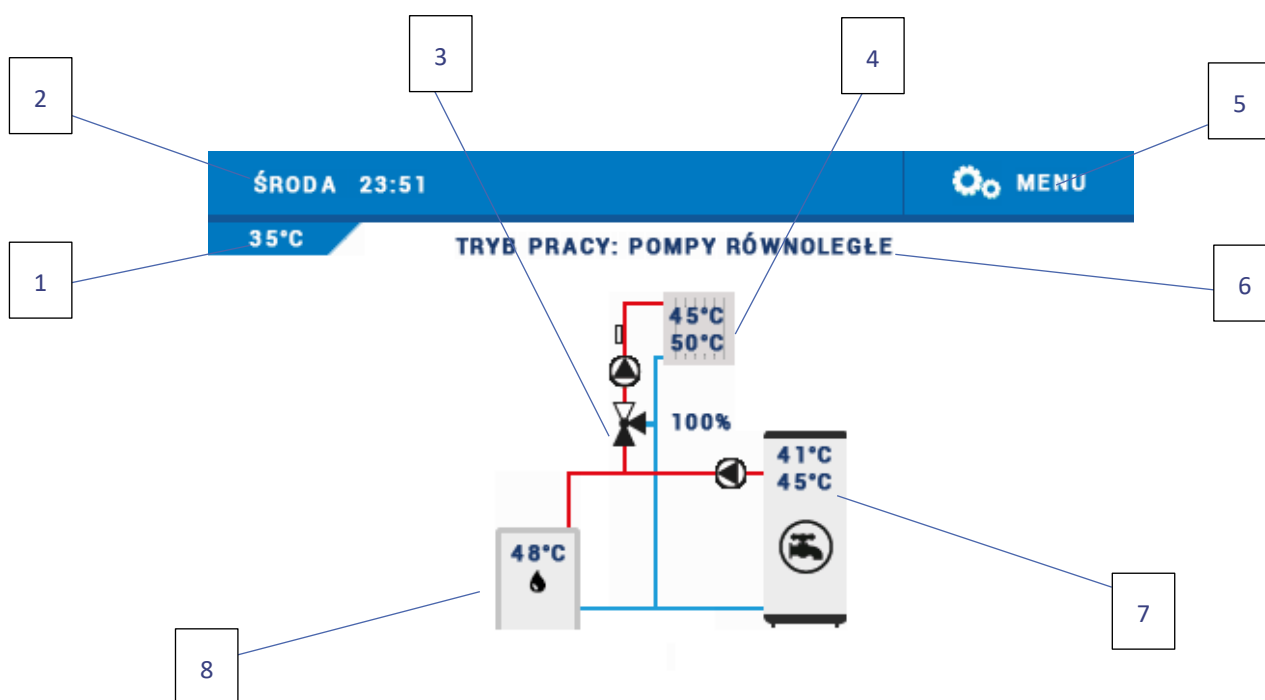 3
4
2
5
ŚRODA 23:51
MENU
35°C
TRYB PRACY: POMPY RÓWNOLEGŁE
1
6
45°C
50°C
100%
41°C
45°C
48°C
7
8